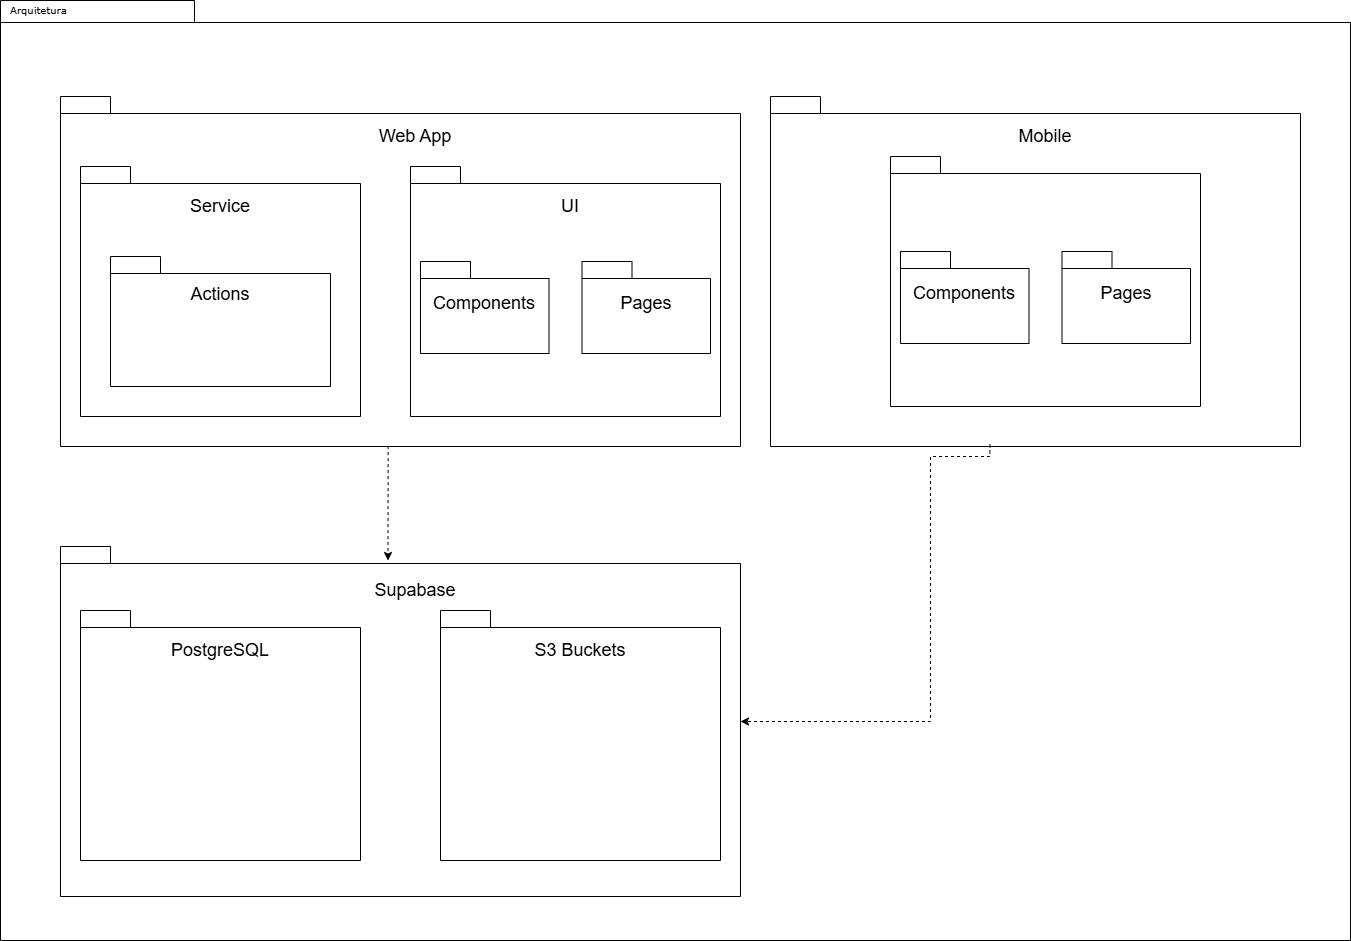 Arquitetura
Web App
Mobile
Service
UI
Actions
Components
Pages
Components
Pages
Supabase
PostgreSQL
S3 Buckets